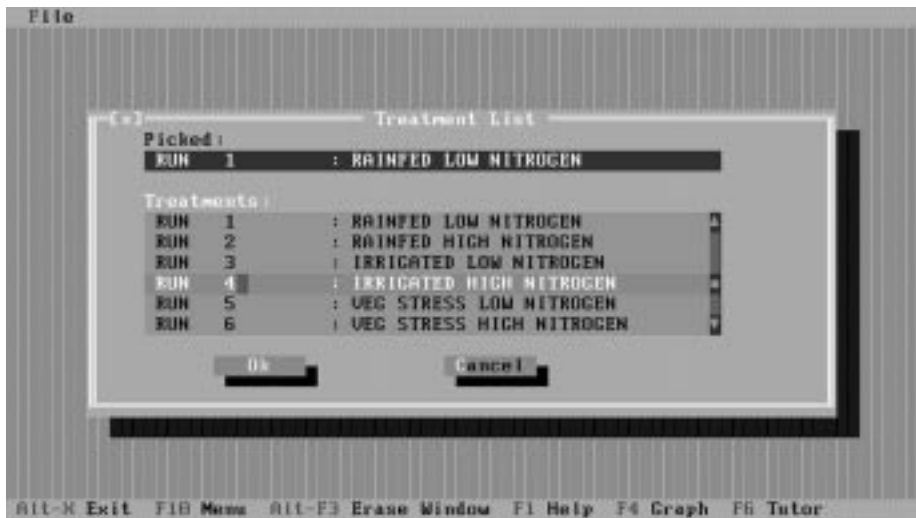 File
[■] Treatment List
Picked:
RUN 1 : RAINFED LOW NITROGEN
Treatments:
RUN 1 : RAINFED LOW NITROGEN
RUN 2 : RAINFED HIGH NITROGEN
RUN 3 : IRRIGATED LOW NITROGEN
RUN 4 : IRRIGATED HIGH NITROGEN
RUN 5 : VEG STRESS LOW NITROGEN
RUN 6 : VEG STRESS HIGH NITROGEN
Ok Cancel
Alt-X Exit F10 Menu Alt-F3 Erase Window F1 Help F4 Graph F6 Tutor